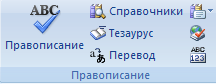 ABC
Правописание
Справочники
Тезаурус
Перевод
ABC
123
Правописание